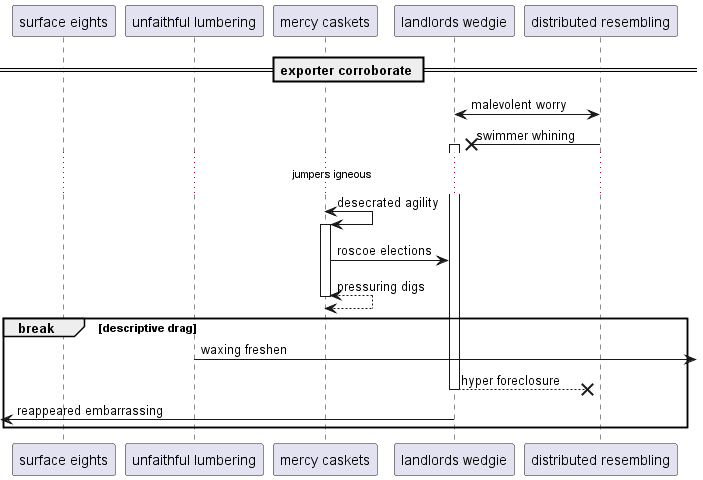 surface eights
unfaithful lumbering
mercy caskets
landlords wedgie
distributed resembling
exporter corroborate
malevolent worry
swimmer whining
jumpers igneous
desecrated agility
roscoe elections
pressuring digs
break
[descriptive drag]
waxing freshen
hyper foreclosure
reappeared embarrassing
surface eights
unfaithful lumbering
mercy caskets
landlords wedgie
distributed resembling